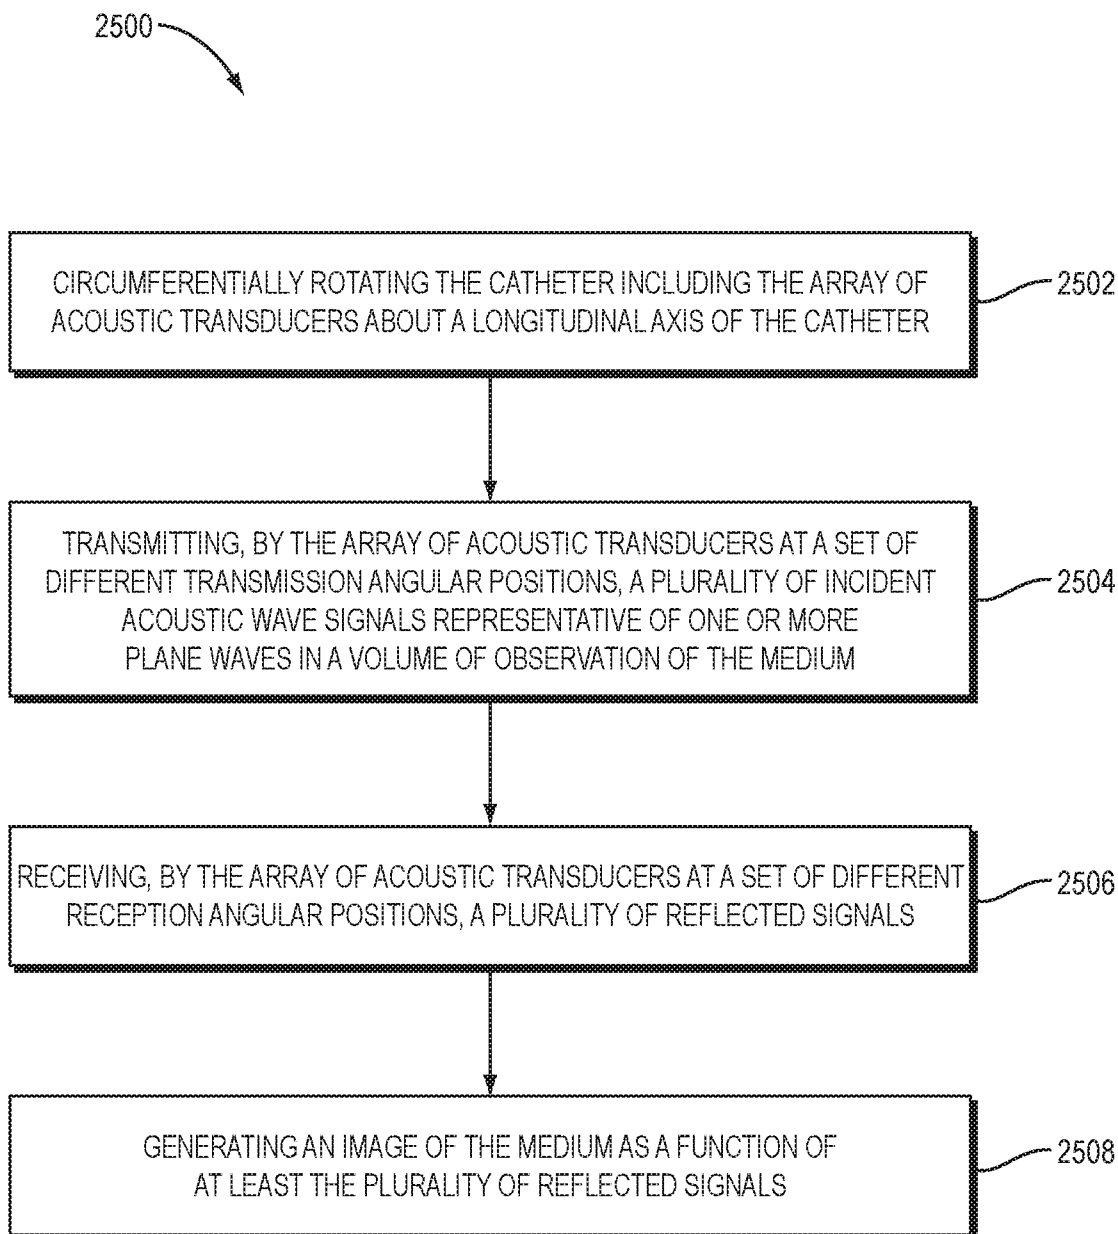 2500
CIRCUMFERENTIALLY ROTATING THE CATHETER INCLUDING THE ARRAY OF
ACOUSTIC TRANSDUCERS ABOUT A LONGITUDINAL AXIS OF THE CATHETER
2502
TRANSMITTING, BY THE ARRAY OF ACOUSTIC TRANSDUCERS AT A SET OF
DIFFERENT TRANSMISSION ANGULAR POSITIONS, A PLURALITY OF INCIDENT
ACOUSTIC WAVE SIGNALS REPRESENTATIVE OF ONE OR MORE
PLANE WAVES IN A VOLUME OF OBSERVATION OF THE MEDIUM
2504
RECEIVING, BY THE ARRAY OF ACOUSTIC TRANSDUCERS AT A SET OF DIFFERENT
RECEPTION ANGULAR POSITIONS, A PLURALITY OF REFLECTED SIGNALS
2506
GENERATING AN IMAGE OF THE MEDIUM AS A FUNCTION OF
AT LEAST THE PLURALITY OF REFLECTED SIGNALS
2508